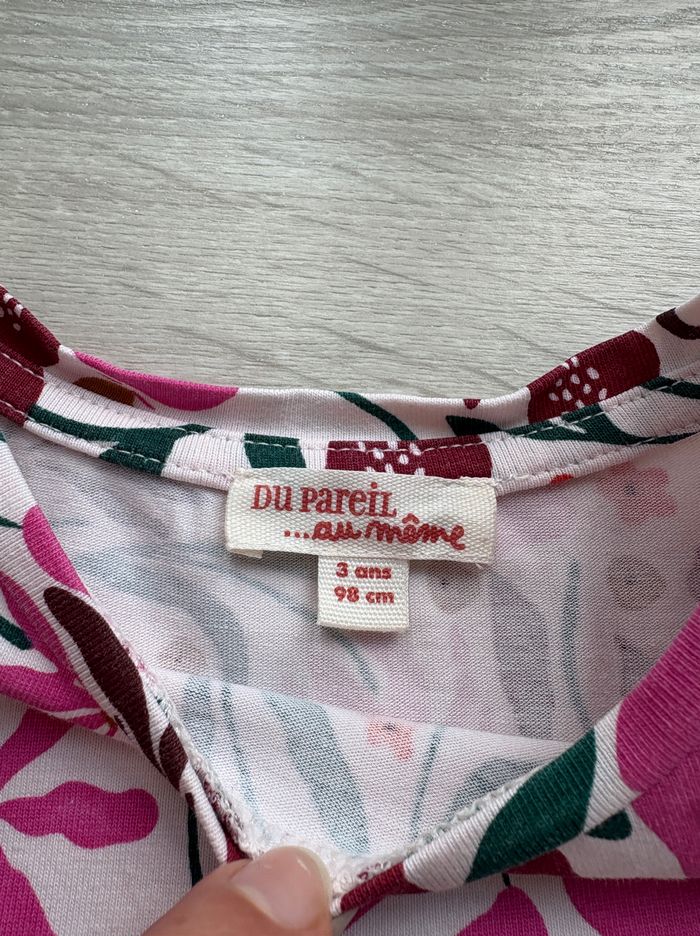 DU PAREIL
...au même
3 ans
98 cm